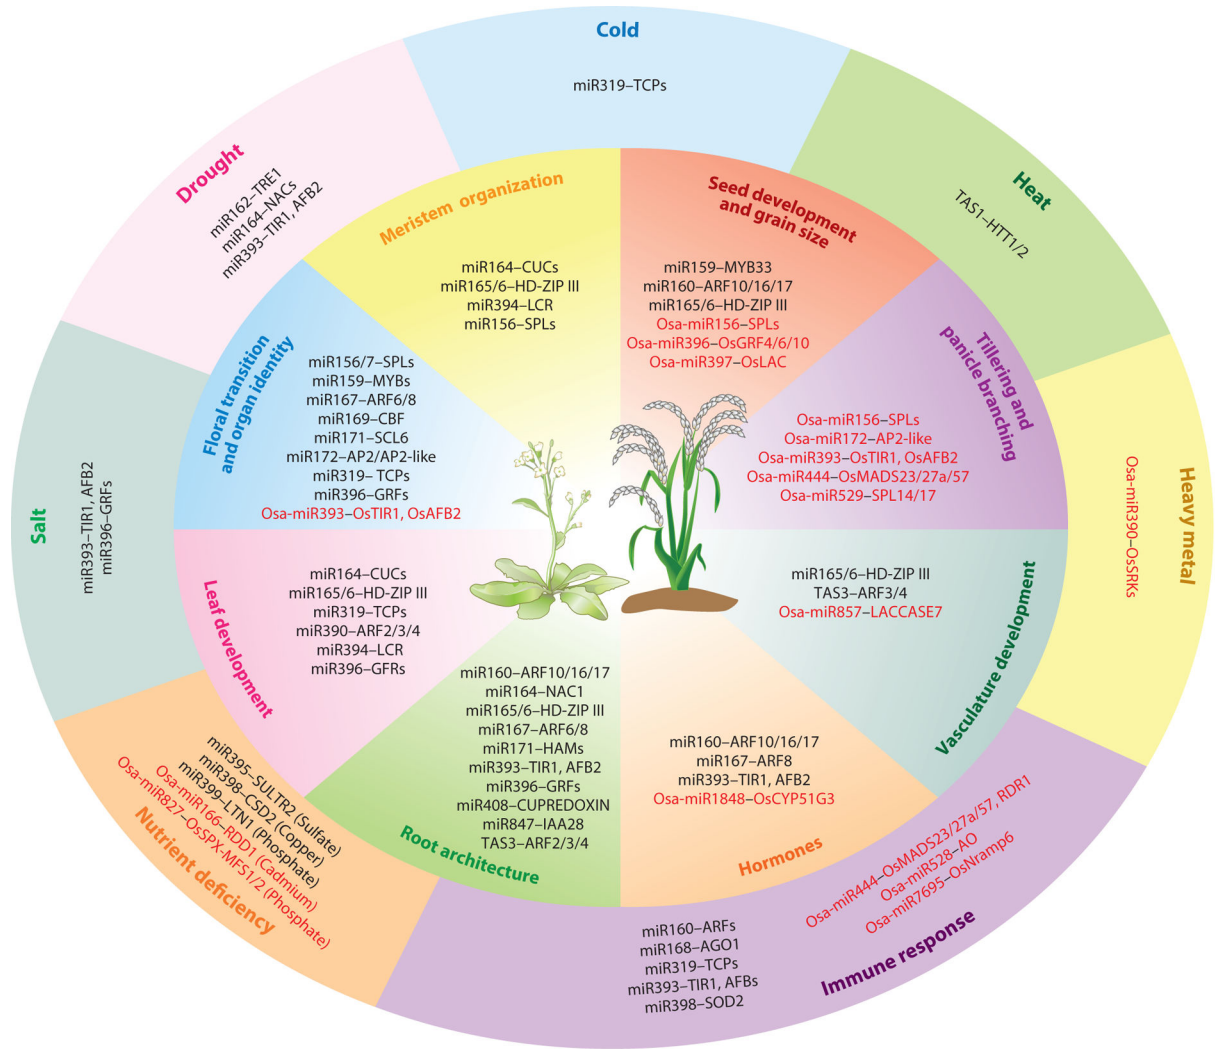 Cold
miR319–TCPs
Heat
TAS1–HTT1/2
Heavy metal
Osa-miR390–OsSRKs
Immune response
Osa-miR444–OsMADS23/27a/57, RDR1
Osa-miR528–AO
Osa-miR7695–OsNramp6
miR160–ARFs
miR168–AGO1
miR319–TCPs
miR393–TIR1, AFBs
miR398–SOD2
Nutrient deficiency
miR395–SULTR2 (Sulfate)
miR398–CSD2 (Copper)
miR399–LTN1 (Phosphate)
Osa-miR166–RDD1 (Cadmium)
Osa-miR827–OsSPX-MFS1/2 (Phosphate)
Salt
miR393–TIR1, AFB2
miR396–GRFs
Drought
miR162–TRE1
miR164–NACs
miR393–TIR1, AFB2
Meristem organization
miR164–CUCs
miR165/6–HD-ZIP III
miR394–LCR
miR156–SPLs
Seed development
and grain size
miR159–MYB33
miR160–ARF10/16/17
miR165/6–HD-ZIP III
Osa-miR156–SPLs
Osa-miR396–OsGRF4/6/10
Osa-miR397–OsLAC
Tillering and
panicle branching
Osa-miR156–SPLs
Osa-miR172–AP2-like
Osa-miR393–OsTIR1, OsAFB2
Osa-miR444–OsMADS23/27a/57
Osa-miR529–SPL14/17
Vasculature development
miR165/6–HD-ZIP III
TAS3–ARF3/4
Osa-miR857–LACCASE7
Hormones
miR160–ARF10/16/17
miR167–ARF8
miR393–TIR1, AFB2
Osa-miR1848–OsCYP51G3
Root architecture
miR160–ARF10/16/17
miR164–NAC1
miR165/6–HD-ZIP III
miR167–ARF6/8
miR171–HAMs
miR393–TIR1, AFB2
miR396–GRFs
miR408–CUPREDOXIN
miR847–IAA28
TAS3–ARF2/3/4
Leaf development
miR164–CUCs
miR165/6–HD-ZIP III
miR319–TCPs
miR390–ARF2/3/4
miR394–LCR
miR396–GFRs
Floral transition
and organ identity
miR156/7–SPLs
miR159–MYBs
miR167–ARF6/8
miR169–CBF
miR171–SCL6
miR172–AP2/AP2-like
miR319– TCPs
miR396–GRFs
Osa-miR393–OsTIR1, OsAFB2